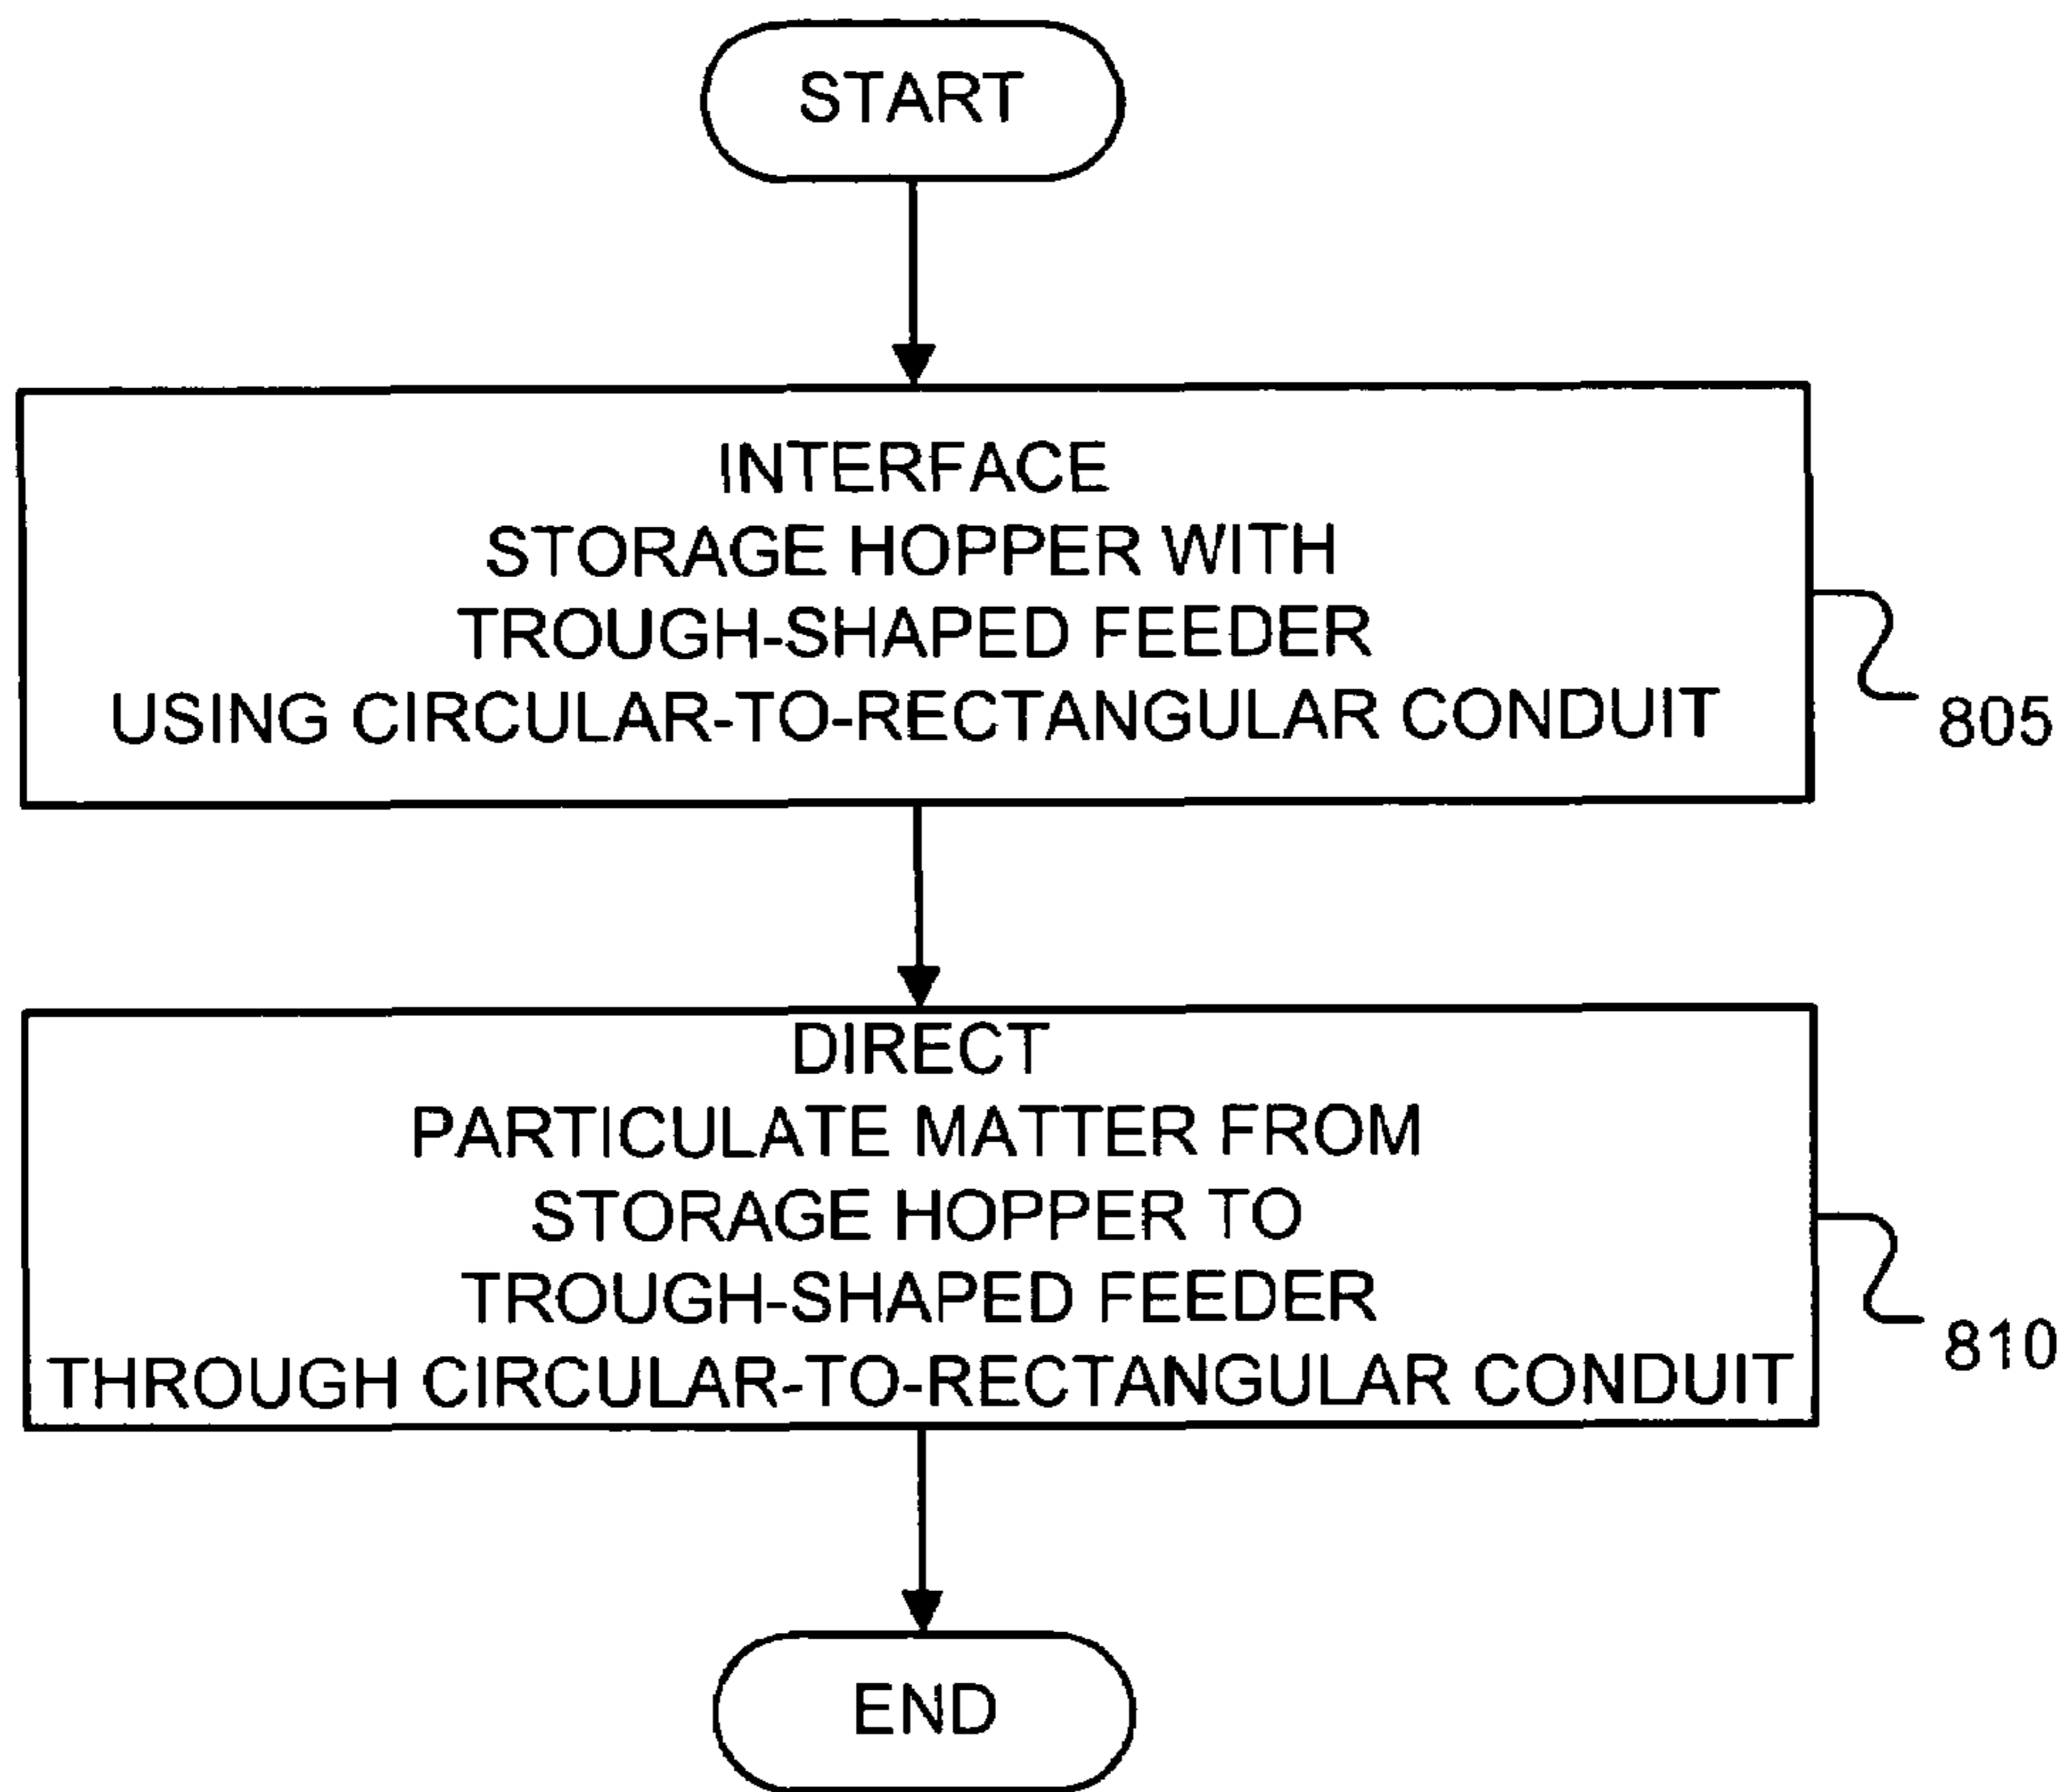 START
INTERFACE
STORAGE HOPPER WITH
TROUGH-SHAPED FEEDER
USING CIRCULAR-TO-RECTANGULAR CONDUIT
805
DIRECT
PARTICULATE MATTER FROM
STORAGE HOPPER TO
TROUGH-SHAPED FEEDER
THROUGH CIRCULAR-TO-RECTANGULAR CONDUIT
810
END